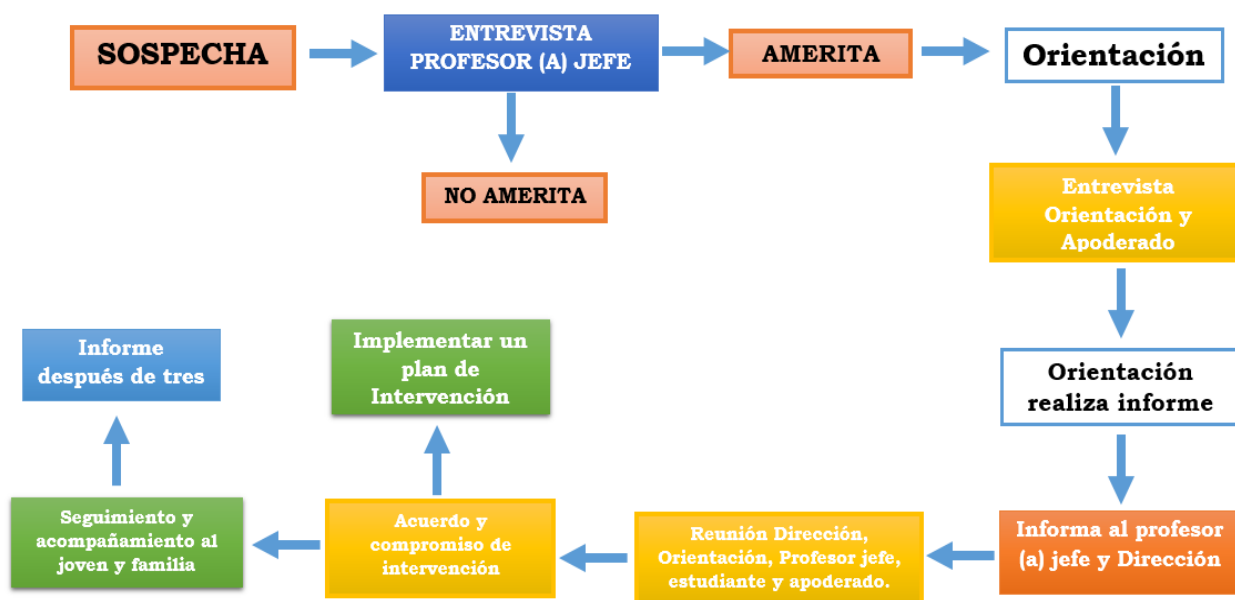 SOSPECHA
ENTREVISTA
PROFESOR (A) JEFE
AMERITA
Orientación
NO AMERITA
Entrevista
Orientación y
Apoderado
Orientación
realiza informe
Informa al profesor
(a) jefe y Dirección
Reunión Dirección,
Orientación, Profesor jefe,
estudiante y apoderado.
Acuerdo y
compromiso de
intervención
Implementar un
plan de
Intervención
Seguimiento y
acompañamiento al
joven y familia
Informe
después de tres